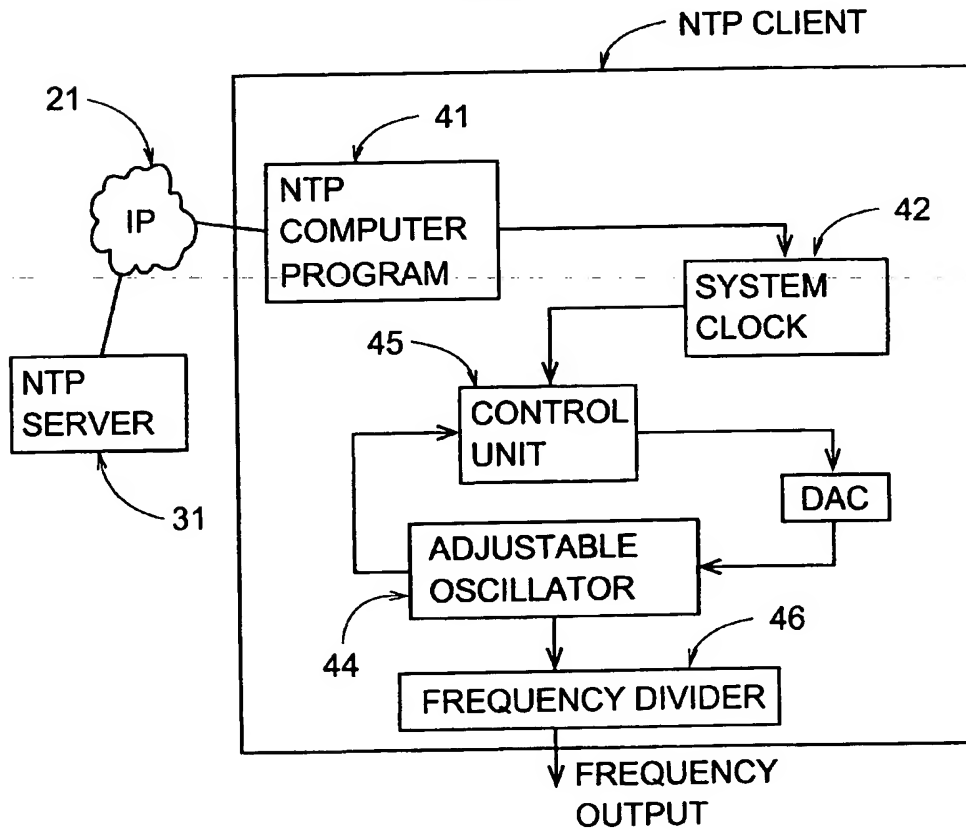 NTP CLIENT
21
41
NTP
COMPUTER
PROGRAM
IP
42
SYSTEM
CLOCK
45
NTP
SERVER
CONTROL
UNIT
31
DAC
ADJUSTABLE
OSCILLATOR
44
46
FREQUENCY DIVIDER
FREQUENCY
OUTPUT